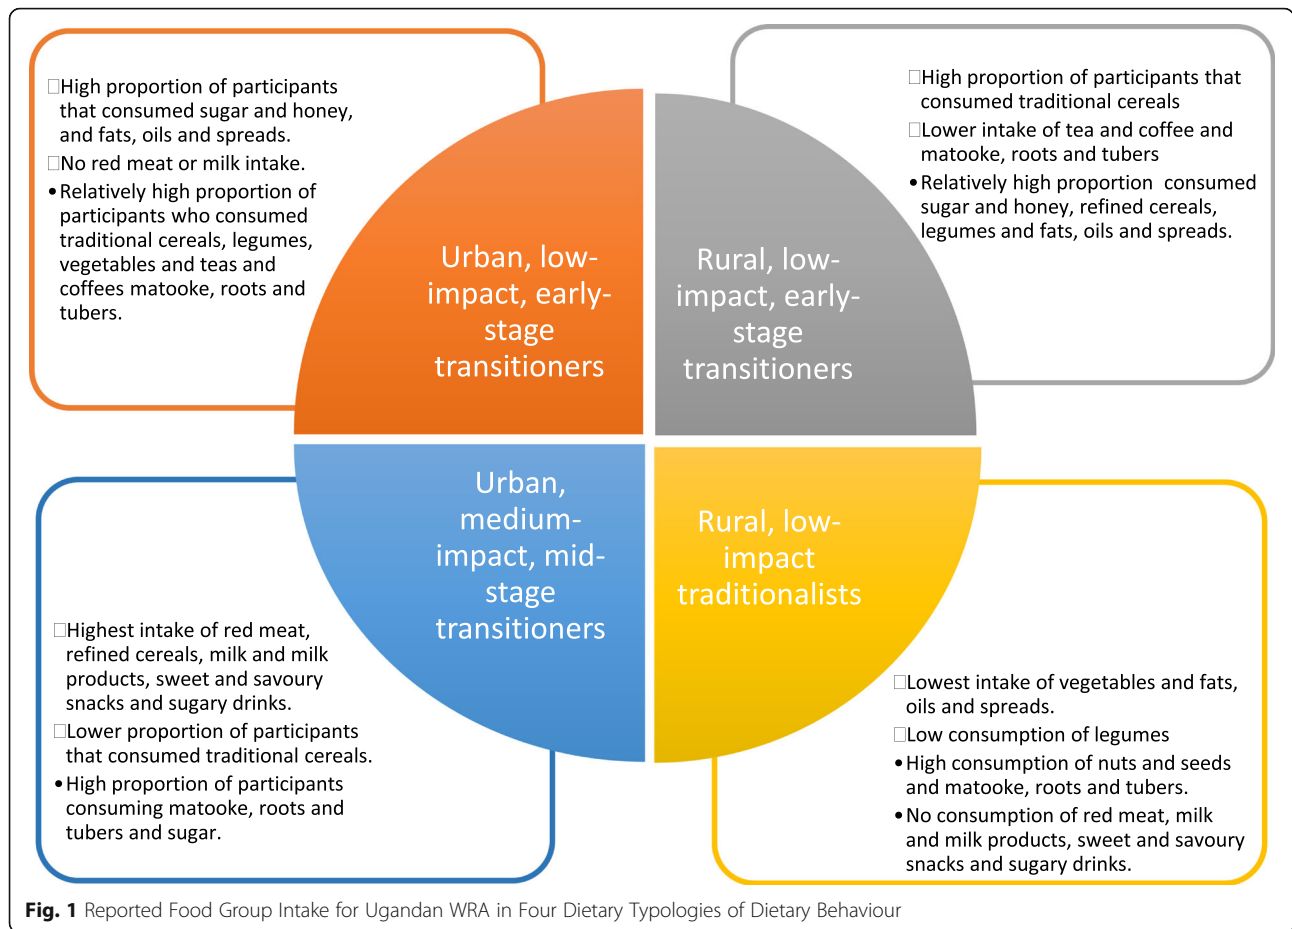 □High proportion of participants
that consumed sugar and honey,
and fats, oils and spreads.
□No red meat or milk intake.
•Relatively high proportion of
participants who consumed
traditional cereals, legumes,
vegetables and teas and
coffees matooke, roots and
tubers.
Urban, low-
impact, early-
stage
transitioners
□High proportion of participants that
consumed traditional cereals
□Lower intake of tea and coffee and
matooke, roots and tubers
•Relatively high proportion consumed
sugar and honey, refined cereals,
legumes and fats, oils and spreads.
Rural, low-
impact, early-
stage
transitioners
Urban,
medium-
impact, mid-
stage
transitioners
□Highest intake of red meat,
refined cereals, milk and milk
products, sweet and savoury
snacks and sugary drinks.
□Lower proportion of participants
that consumed traditional cereals.
•High proportion of participants
consuming matooke, roots and
tubers and sugar.
Rural, low-
impact
traditionalists
□Lowest intake of vegetables and fats,
oils and spreads.
□Low consumption of legumes
•High consumption of nuts and seeds
and matooke, roots and tubers.
•No consumption of red meat, milk
and milk products, sweet and savoury
snacks and sugary drinks.
Fig. 1 Reported Food Group Intake for Ugandan WRA in Four Dietary Typologies of Dietary Behaviour